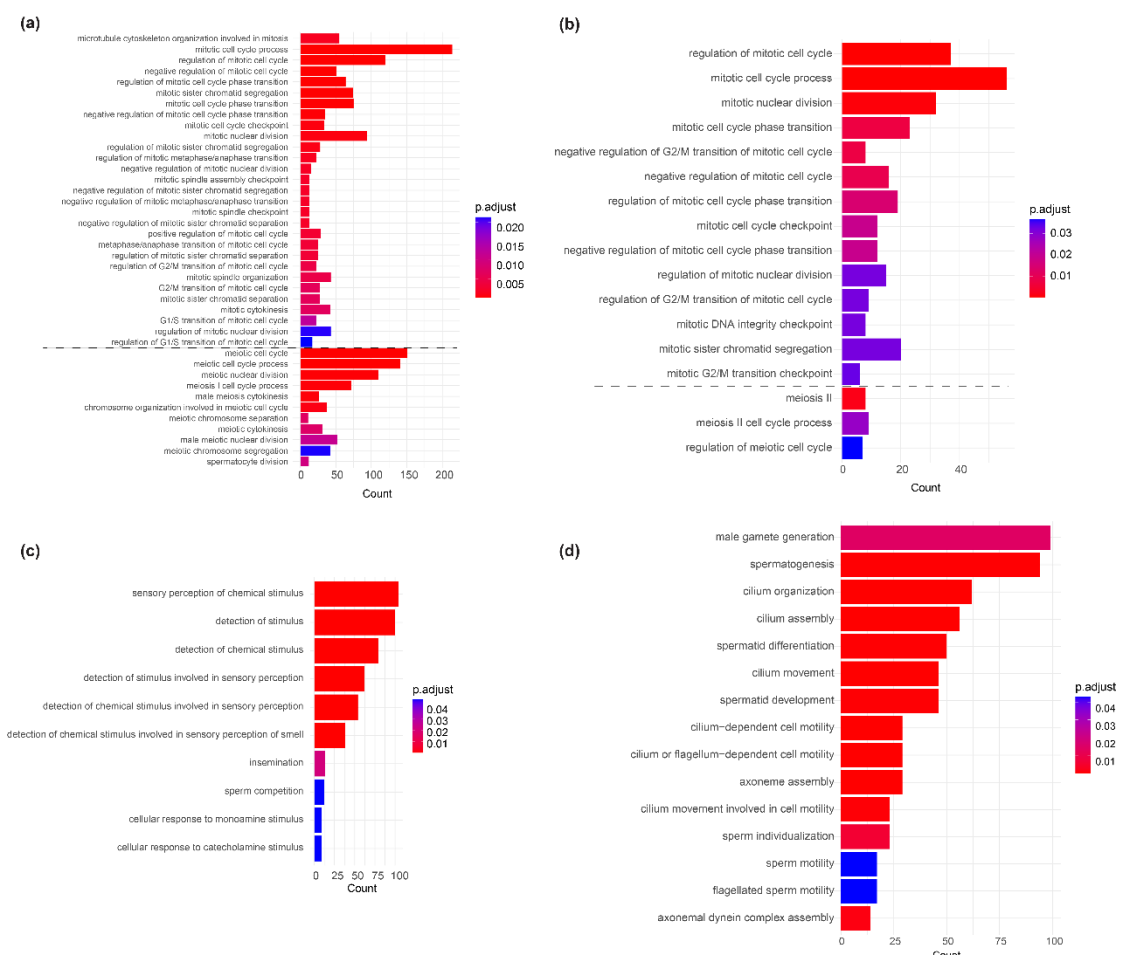 (a)
microtubule cytoskeleton organization involved in mitosis
mitotic cell cycle process
regulation of mitotic cell cycle
negative regulation of mitotic cell cycle
regulation of mitotic cell cycle phase transition
mitotic sister chromatid segregation
mitotic cell cycle phase transition
negative regulation of mitotic cell cycle phase transition
mitotic cell cycle checkpoint
mitotic nuclear division
regulation of mitotic sister chromatid segregation
regulation of mitotic metaphase/anaphase transition
negative regulation of mitotic nuclear division
mitotic spindle assembly checkpoint
negative regulation of mitotic sister chromatid segregation
negative regulation of mitotic metaphase/anaphase transition
mitotic spindle checkpoint
negative regulation of mitotic sister chromatid separation
positive regulation of mitotic cell cycle
metaphase/anaphase transition of mitotic cell cycle
regulation of mitotic sister chromatid separation
regulation of G2/M transition of mitotic cell cycle
mitotic spindle organization
G2/M transition of mitotic cell cycle
mitotic sister chromatid separation
mitotic cytokinesis
G1/S transition of mitotic cell cycle
regulation of mitotic nuclear division
regulation of G1/S transition of mitotic cell cycle
meiotic cell cycle
meiotic cell cycle process
meiotic nuclear division
meiosis I cell cycle process
male meiosis cytokinesis
chromosome organization involved in meiotic cell cycle
meiotic chromosome separation
meiotic cytokinesis
male meiotic nuclear division
meiotic chromosome segregation
spermatocyte division
0 50 100 150 200
Count
p.adjust
0.020
0.015
0.010
0.005
(b)
regulation of mitotic cell cycle
mitotic cell cycle process
mitotic nuclear division
mitotic cell cycle phase transition
negative regulation of G2/M transition of mitotic cell cycle
negative regulation of mitotic cell cycle
regulation of mitotic cell cycle phase transition
mitotic cell cycle checkpoint
negative regulation of mitotic cell cycle phase transition
regulation of mitotic nuclear division
regulation of G2/M transition of mitotic cell cycle
mitotic DNA integrity checkpoint
mitotic sister chromatid segregation
mitotic G2/M transition checkpoint
meiosis II
meiosis II cell cycle process
regulation of meiotic cell cycle
0 20 40
Count
p.adjust
0.03
0.02
0.01
(c)
sensory perception of chemical stimulus
detection of stimulus
detection of chemical stimulus
detection of stimulus involved in sensory perception
detection of chemical stimulus involved in sensory perception
detection of chemical stimulus involved in sensory perception of smell
insemination
sperm competition
cellular response to monoamine stimulus
cellular response to catecholamine stimulus
0 25 50 75 100
Count
p.adjust
0.04
0.03
0.02
0.01
(d)
male gamete generation
spermatogenesis
cilium organization
cilium assembly
spermatid differentiation
cilium movement
spermatid development
cilium-dependent cell motility
cilium or flagellum-dependent cell motility
axoneme assembly
cilium movement involved in cell motility
sperm individualization
sperm motility
flagellated sperm motility
axonemal dynein complex assembly
0 25 50 75 100
Count
p.adjust
0.04
0.03
0.02
0.01